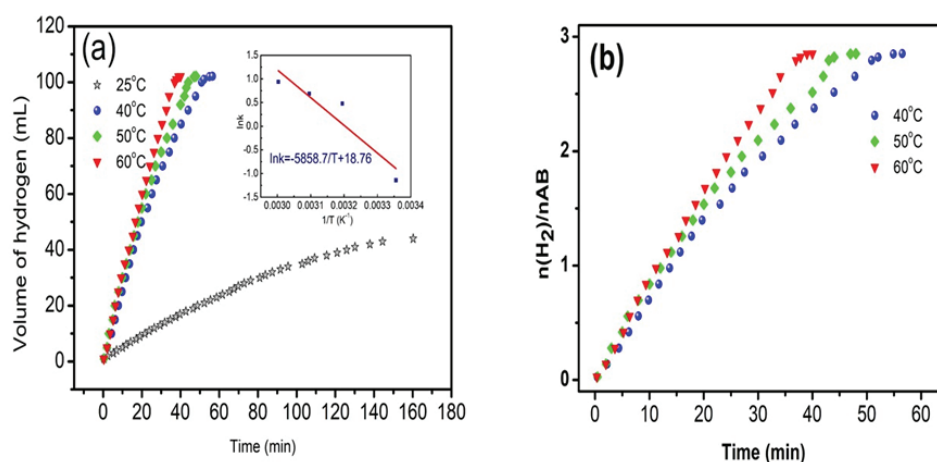 (a)
Volume of hydrogen (mL)
120
100
80
60
40
20
0
25°C
40°C
50°C
60°C
lnk
1.5
1.0
0.5
0.0
-0.5
-1.0
-1.5
lnk=-5858.7/T+18.76
0.0030 0.0031 0.0032 0.0033 0.0034
1/T (K⁻¹)
0 20 40 60 80 100 120 140 160 180
Time (min)
(b)
n(H₂)/nAB
3
2
1
0
40°C
50°C
60°C
0 10 20 30 40 50 60
Time (min)